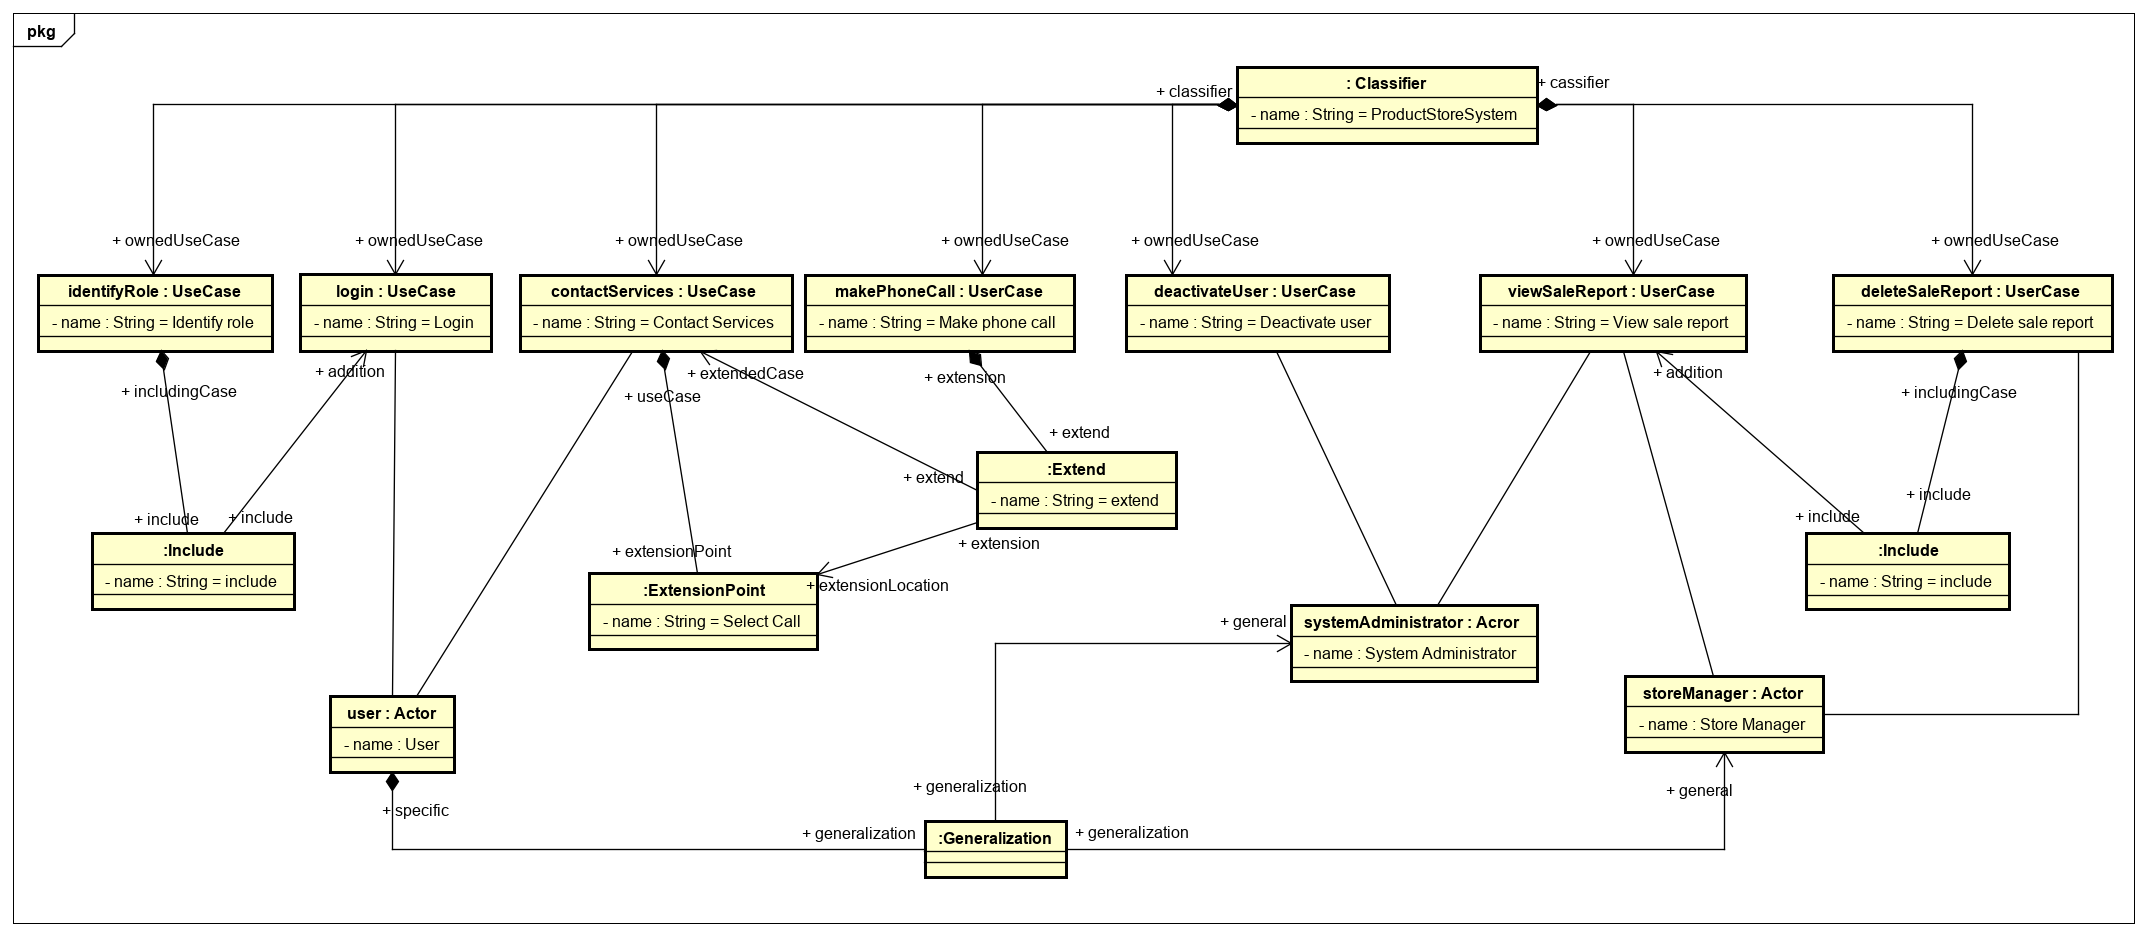 pkg
: Classifier
- name : String = ProductStoreSystem
+ classifier
+ cassifier
+ ownedUseCase
+ ownedUseCase
+ ownedUseCase
+ ownedUseCase
+ ownedUseCase
+ ownedUseCase
+ ownedUseCase
identifyRole : UseCase
- name : String = Identify role
login : UseCase
- name : String = Login
contactServices : UseCase
- name : String = Contact Services
makePhoneCall : UserCase
- name : String = Make phone call
deactivateUser : UserCase
- name : String = Deactivate user
viewSaleReport : UserCase
- name : String = View sale report
deleteSaleReport : UserCase
- name : String = Delete sale report
+ includingCase
+ addition
+ useCase
+ extendedCase
+ extension
+ addition
+ includingCase
+ extend
+ extend
:Extend
- name : String = extend
+ include
+ include
+ include
+ include
:Include
- name : String = include
+ extensionPoint
+ extension
+ extensionLocation
:ExtensionPoint
- name : String = Select Call
:Include
- name : String = include
+ general
systemAdministrator : Acror
- name : System Administrator
user : Actor
- name : User
storeManager : Actor
- name : Store Manager
+ specific
+ generalization
+ general
+ generalization
+ generalization
:Generalization